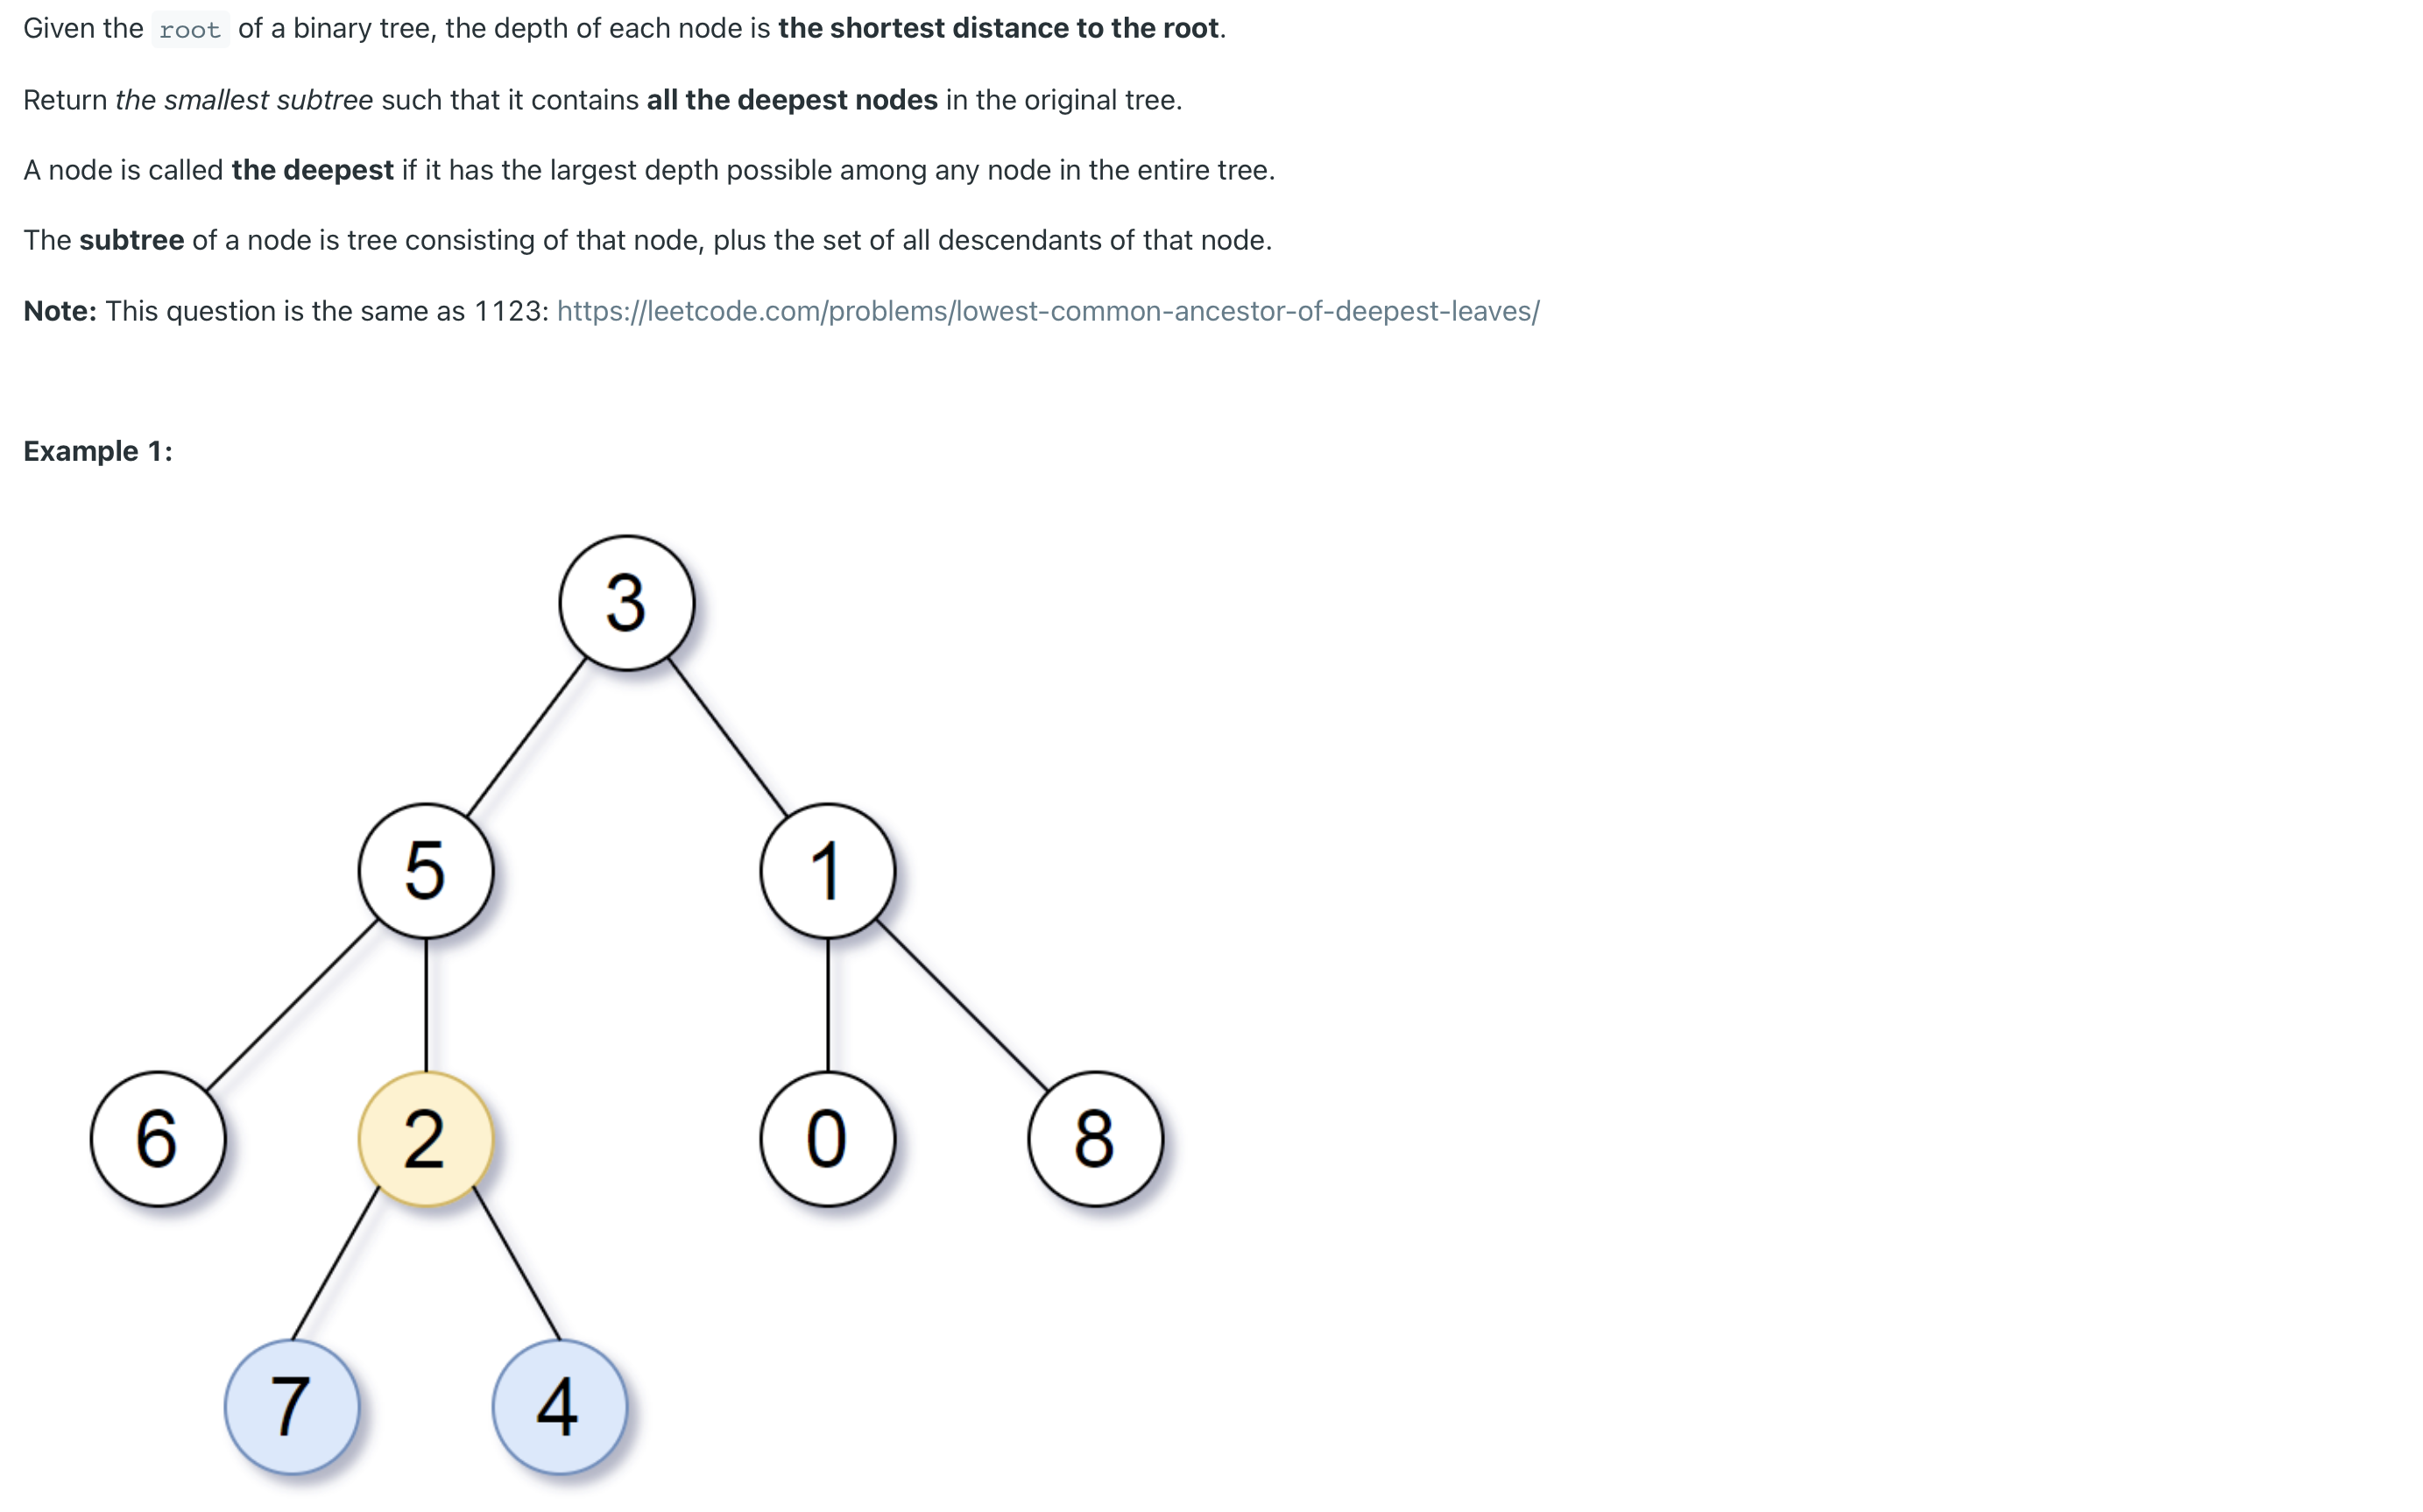 Given the root of a binary tree, the depth of each node is the shortest distance to the root.
Return the smallest subtree such that it contains all the deepest nodes in the original tree.
A node is called the deepest if it has the largest depth possible among any node in the entire tree.
The subtree of a node is tree consisting of that node, plus the set of all descendants of that node.
Note: This question is the same as 1123: https://leetcode.com/problems/lowest-common-ancestor-of-deepest-leaves/
Example 1:
3
5 1
6 2 0 8
7 4